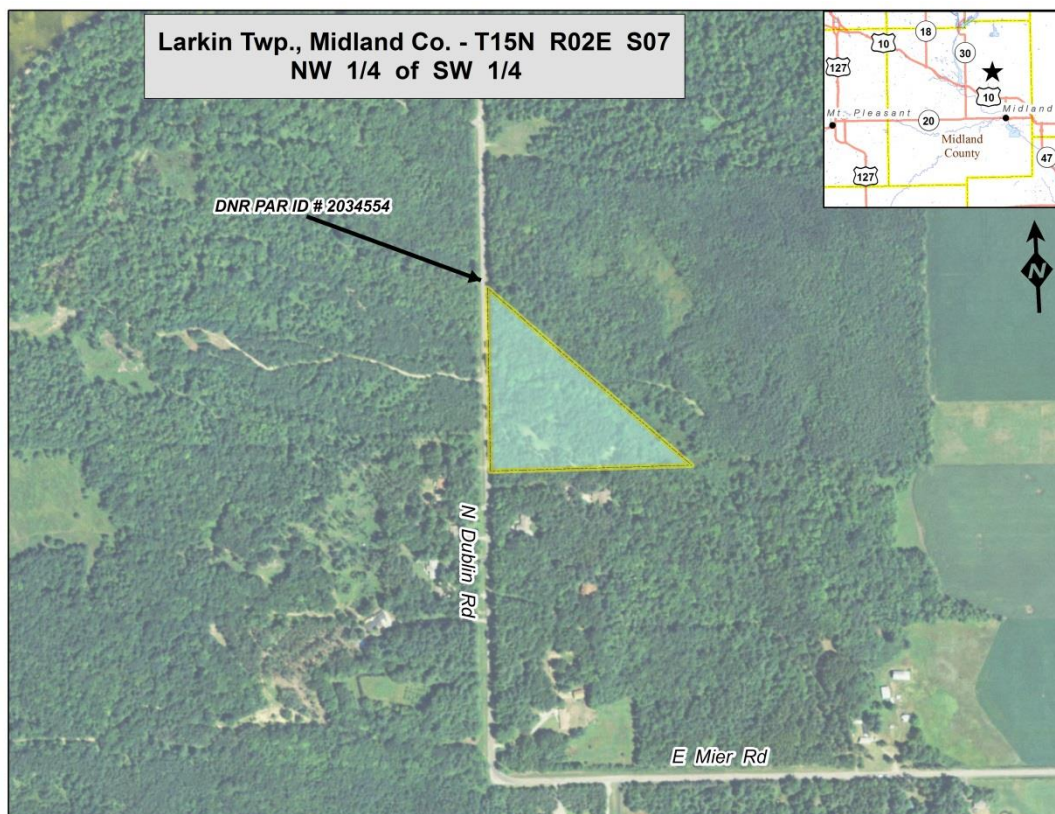 Larkin Twp., Midland Co. - T15N R02E S07
NW 1/4 of SW 1/4
18
10
30
127
10
Mt. Pleasant
20
Midland
Midland
County
47
127
DNR PAR ID # 2034554
N
N Dublin Rd
E Mier Rd